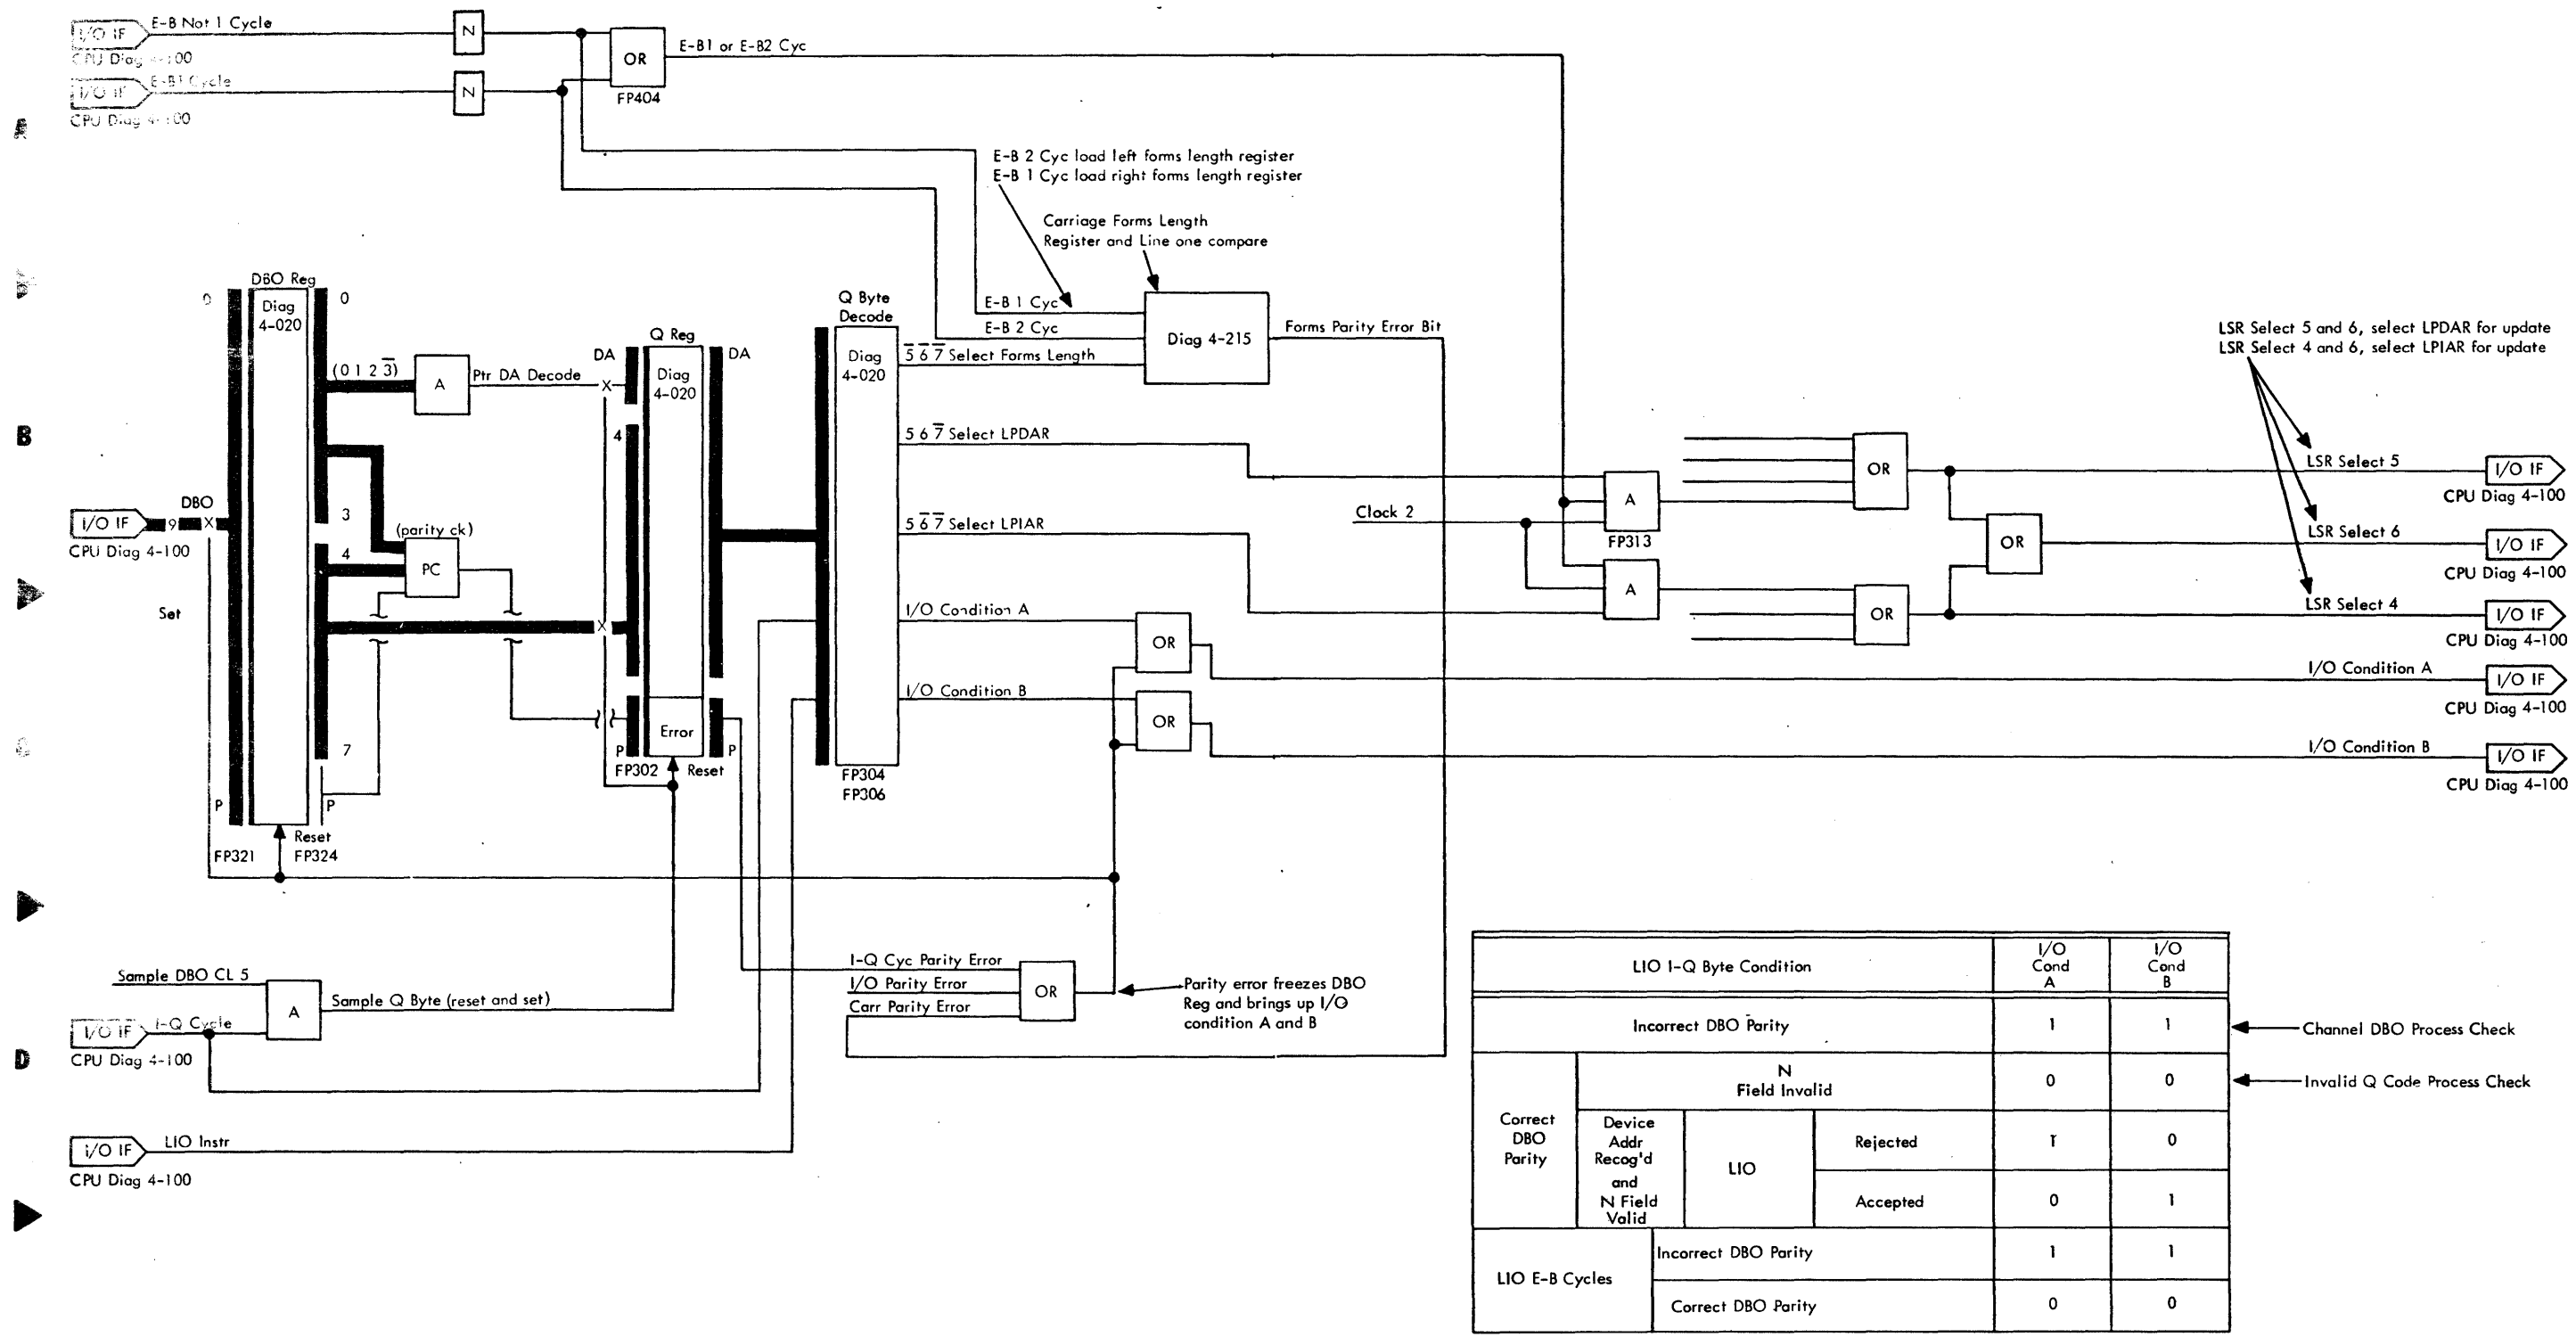 I/O IF
E-B Not 1 Cycle
CPU Diag 4-100
N
I/O IF
E-B1 Cycle
CPU Diag 4-100
N
OR
FP404
E-B1 or E-B2 Cyc
A
E-B 2 Cyc load left forms length register
E-B 1 Cyc load right forms length register
Carriage Forms Length
Register and Line one compare
DBO Reg
Diag
4-020
0
0
(0 1 2 3̅)
A
Ptr DA Decode
X
Q Reg
DA
DA
Diag
4-020
4
Q Byte
Decode
Diag
4-020
E-B 1 Cyc
E-B 2 Cyc
5̅ 6̅ 7̅ Select Forms Length
Diag 4-215
Forms Parity Error Bit
LSR Select 5 and 6, select LPDAR for update
LSR Select 4 and 6, select LPIAR for update
B
5 6 7̅ Select LPDAR
OR
LSR Select 5
I/O IF
CPU Diag 4-100
I/O IF
9
DBO
X
CPU Diag 4-100
3
(parity ck)
4
PC
5 6̅ 7̅ Select LPIAR
Clock 2
A
FP313
OR
LSR Select 6
I/O IF
CPU Diag 4-100
Set
X
A
OR
LSR Select 4
I/O IF
CPU Diag 4-100
I/O Condition A
OR
I/O Condition A
I/O IF
CPU Diag 4-100
I/O Condition B
OR
I/O Condition B
I/O IF
CPU Diag 4-100
7
Error
P
P
FP302
Reset
FP304
FP306
P
P
Reset
FP321
FP324
Sample DBO CL 5
A
Sample Q Byte (reset and set)
I/O IF
I-Q Cycle
CPU Diag 4-100
I-Q Cyc Parity Error
I/O Parity Error
Carr Parity Error
OR
Parity error freezes DBO
Reg and brings up I/O
condition A and B
D
I/O IF
LIO Instr
CPU Diag 4-100
LIO I-Q Byte Condition
I/O
Cond
A
I/O
Cond
B
Incorrect DBO Parity
1
1
Channel DBO Process Check
Correct
DBO
Parity
N
Field Invalid
0
0
Invalid Q Code Process Check
Device
Addr
Recog'd
and
N Field
Valid
LIO
Rejected
1
0
Accepted
0
1
LIO E-B Cycles
Incorrect DBO Parity
1
1
Correct DBO Parity
0
0